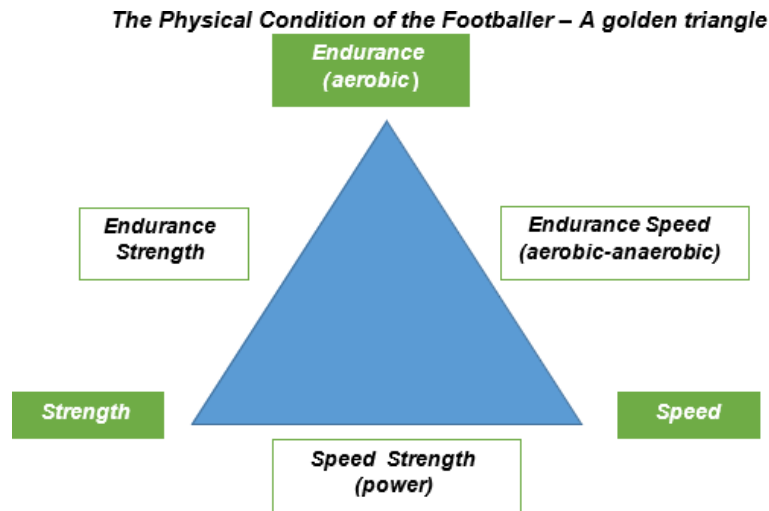 The Physical Condition of the Footballer – A golden triangle
Endurance
(aerobic)
Endurance
Strength
Endurance Speed
(aerobic-anaerobic)
Strength
Speed
Speed Strength
(power)